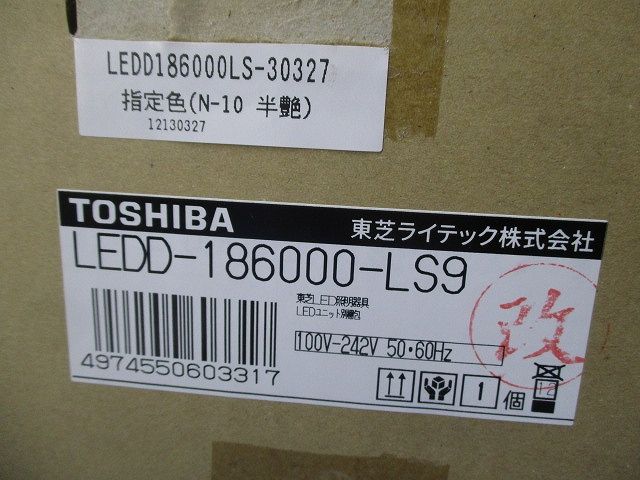 LEDD186000LS-30327
指定色(N-10 半艶)
12130327
TOSHIBA 東芝ライテック株式会社
LEDD-186000-LS9
東芝LED照明器具
LEDユニット別梱包
100V-242V 50・60Hz
改
4974550603317
1個
12